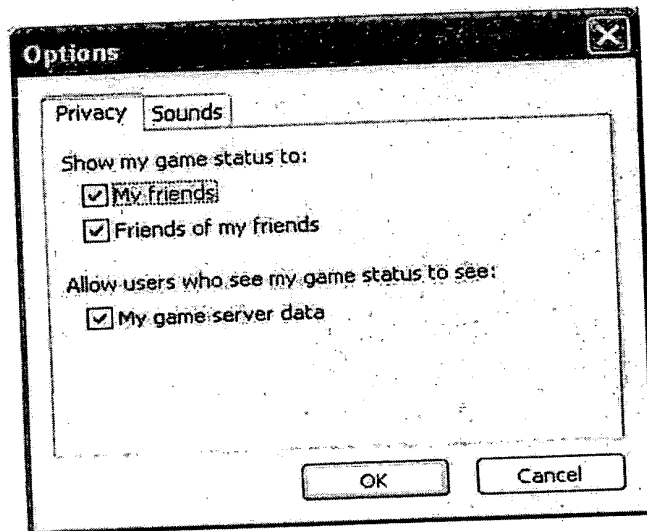 Options
Privacy Sounds
Show my game status to:
My friends
Friends of my friends
Allow users who see my game status to see:
My game server data
OK Cancel